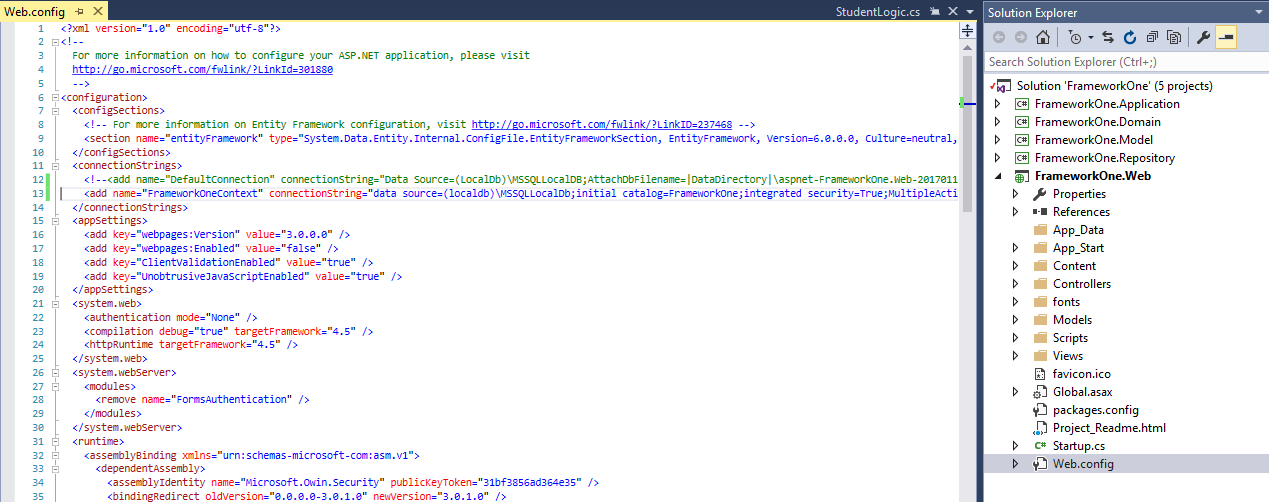 Web.config
StudentLogic.cs
1 <?xml version="1.0" encoding="utf-8"?>
2 <!--
3 For more information on how to configure your ASP.NET application, please visit
4 http://go.microsoft.com/fwlink/?LinkId=301880
5 -->
6 <configuration>
7 <configSections>
8 <!-- For more information on Entity Framework configuration, visit http://go.microsoft.com/fwlink/?LinkID=237468 -->
9 <section name="entityFramework" type="System.Data.Entity.Internal.ConfigFile.EntityFrameworkSection, EntityFramework, Version=6.0.0.0, Culture=neutral,
10 </configSections>
11 <connectionStrings>
12 <!--<add name="DefaultConnection" connectionString="Data Source=(LocalDb)\MSSQLLocalDB;AttachDbFilename=|DataDirectory|\aspnet-FrameworkOne.Web-2017011
13 <add name="FrameworkOneContext" connectionString="data source=(localdb)\MSSQLLocalDb;initial catalog=FrameworkOne;integrated security=True;MultipleActi
14 </connectionStrings>
15 <appSettings>
16 <add key="webpages:Version" value="3.0.0.0" />
17 <add key="webpages:Enabled" value="false" />
18 <add key="ClientValidationEnabled" value="true" />
19 <add key="UnobtrusiveJavaScriptEnabled" value="true" />
20 </appSettings>
21 <system.web>
22 <authentication mode="None" />
23 <compilation debug="true" targetFramework="4.5" />
24 <httpRuntime targetFramework="4.5" />
25 </system.web>
26 <system.webServer>
27 <modules>
28 <remove name="FormsAuthentication" />
29 </modules>
30 </system.webServer>
31 <runtime>
32 <assemblyBinding xmlns="urn:schemas-microsoft-com:asm.v1">
33 <dependentAssembly>
34 <assemblyIdentity name="Microsoft.Owin.Security" publicKeyToken="31bf3856ad364e35" />
35 <bindingRedirect oldVersion="0.0.0.0-3.0.1.0" newVersion="3.0.1.0" />
Solution Explorer
Search Solution Explorer (Ctrl+;)
Solution 'FrameworkOne' (5 projects)
C# FrameworkOne.Application
C# FrameworkOne.Domain
C# FrameworkOne.Model
C# FrameworkOne.Repository
FrameworkOne.Web
Properties
References
App_Data
App_Start
Content
Controllers
fonts
Models
Scripts
Views
favicon.ico
Global.asax
packages.config
Project_Readme.html
C# Startup.cs
Web.config